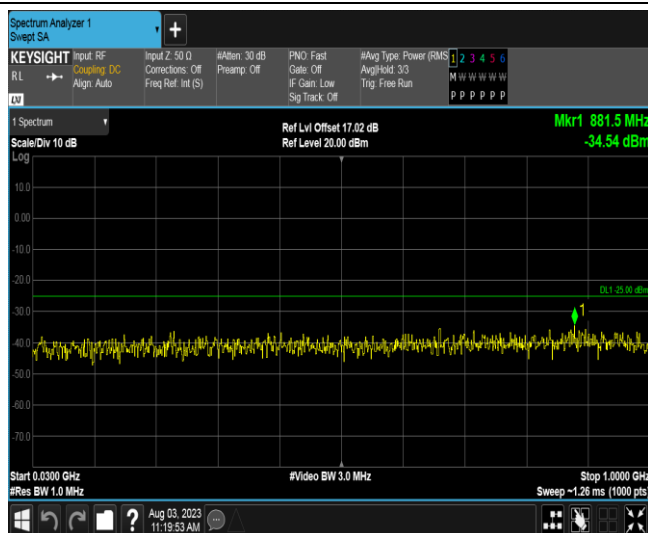 Spectrum Analyzer 1
Swept SA
+
KEYSIGHT Input: RF Input Z: 50 Ω #Atten: 30 dB PNO: Fast #Avg Type: Power (RMS 1 2 3 4 5 6
RL Coupling: DC Corrections: Off Preamp: Off Gate: Off Avg|Hold: 3/3 M W W W W W
Align: Auto Freq Ref: Int (S) IF Gain: Low Trig: Free Run
Sig Track: Off P P P P P P
LXI
1 Spectrum Ref Lvl Offset 17.02 dB Mkr1 881.5 MHz
Scale/Div 10 dB Ref Level 20.00 dBm -34.54 dBm
Log
10.0
0.00
-10.0
-20.0
DL1 -25.00 dBm
1
-30.0
-40.0
-50.0
-60.0
-70.0
Start 0.0300 GHz #Video BW 3.0 MHz Stop 1.0000 GHz
#Res BW 1.0 MHz Sweep ~1.26 ms (1000 pts)
? Aug 03, 2023
11:19:53 AM